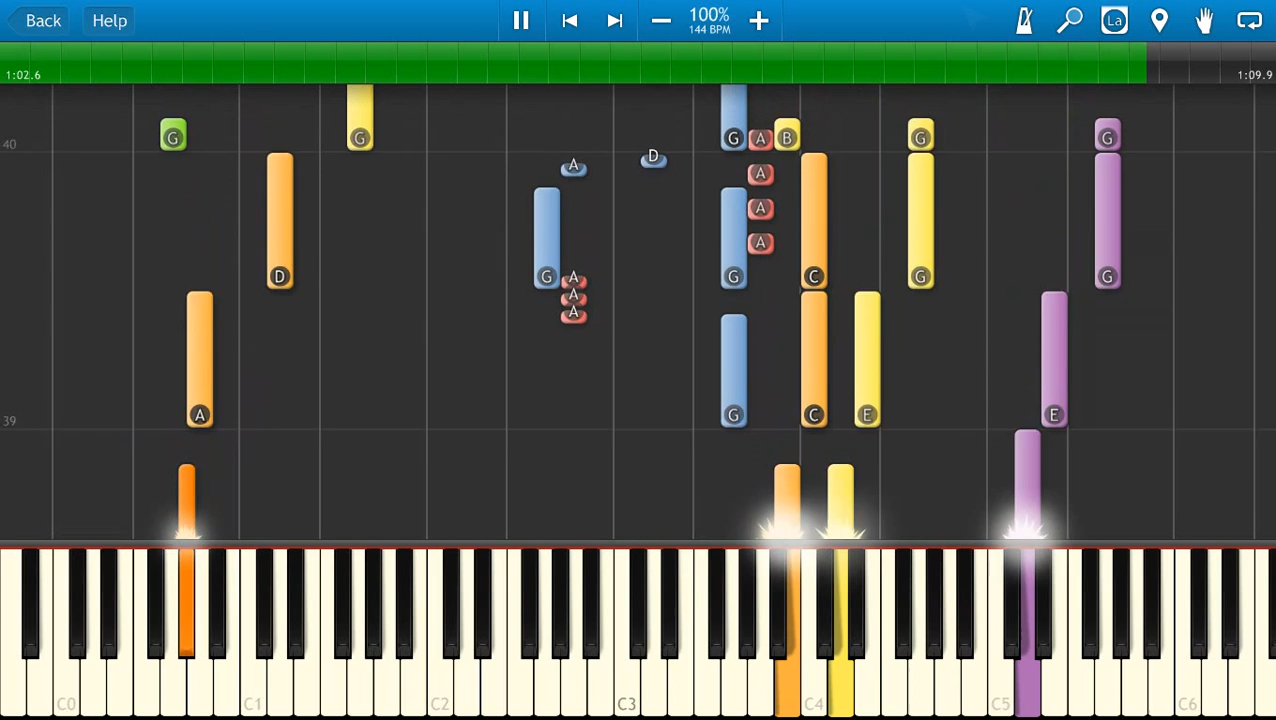 Back Help 100% La
144 BPM
1:02.6 1:09.9
G G G A B G G
40
A D
A
A
A
D G A G C G G
A
A
39
A G C E E
C0 C1 C2 C3 C4 C5 C6